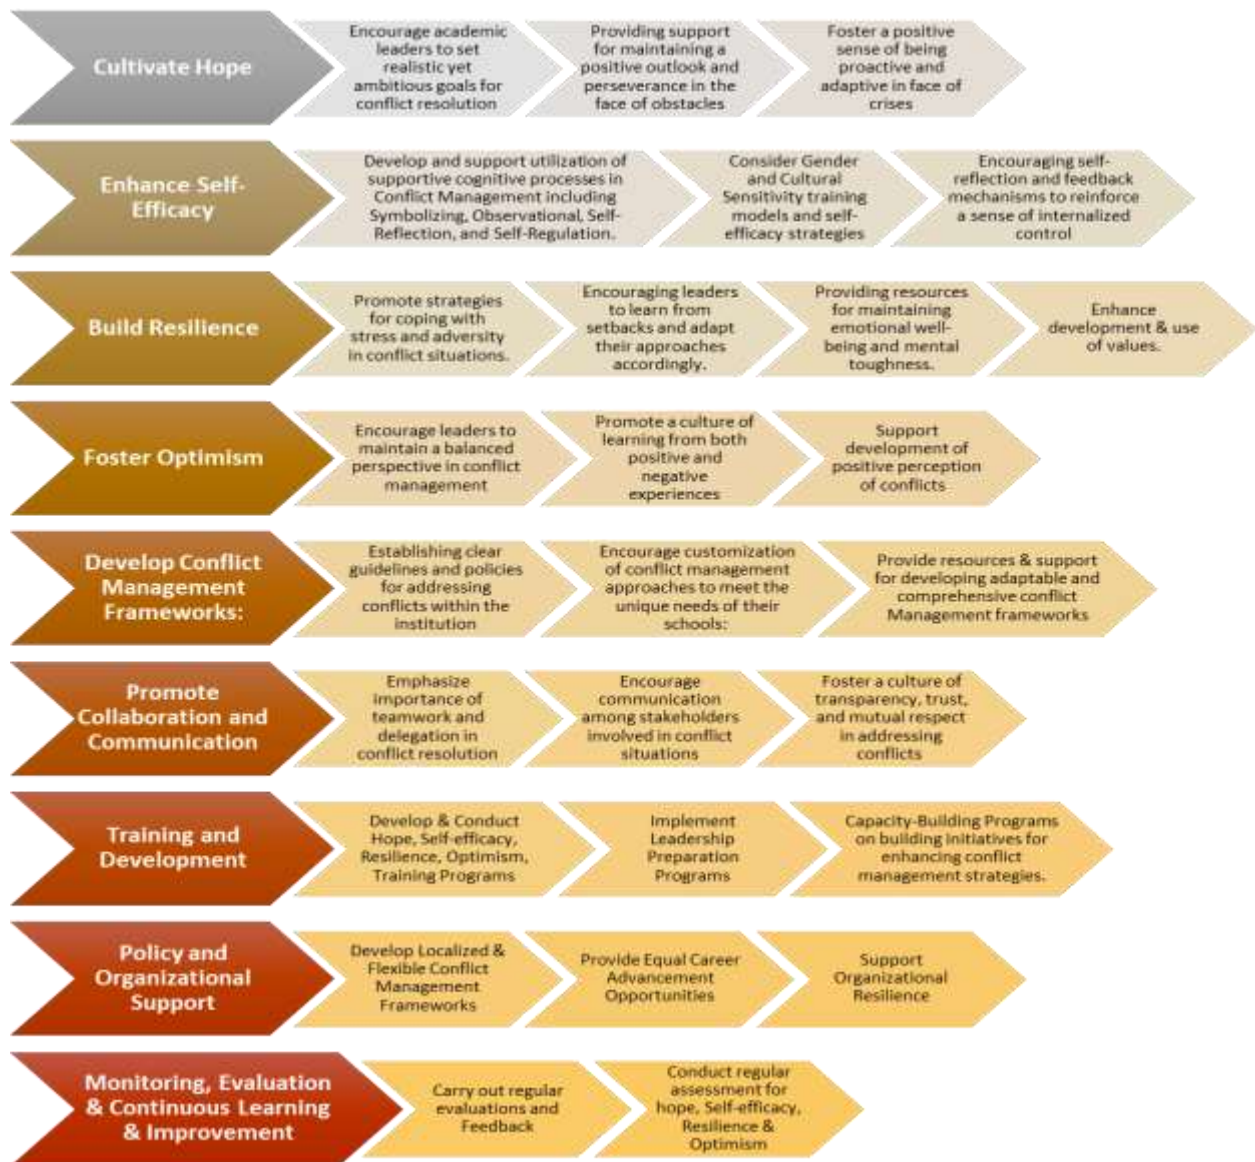 Cultivate Hope
Encourage academic
leaders to set
realistic yet
ambitious goals for
conflict resolution
Providing support
for maintaining a
positive outlook and
perseverance in the
face of obstacles
Foster a positive
sense of being
proactive and
adaptive in face of
crises
Enhance Self-
Efficacy
Develop and support utilization of
supportive cognitive processes in
Conflict Management including
Symbolizing, Observational, Self-
Reflection, and Self-Regulation.
Consider Gender
and Cultural
Sensitivity training
models and self-
efficacy strategies
Encouraging self-
reflection and feedback
mechanisms to reinforce
a sense of internalized
control
Build Resilience
Promote strategies
for coping with
stress and adversity
in conflict situations.
Encouraging leaders
to learn from
setbacks and adapt
their approaches
accordingly.
Providing resources
for maintaining
emotional well-
being and mental
toughness.
Enhance
development & use
of values.
Foster Optimism
Encourage leaders to
maintain a balanced
perspective in conflict
management
Promote a culture of
learning from both
positive and
negative
experiences
Support
development of
positive perception
of conflicts
Develop Conflict
Management
Frameworks:
Establishing clear
guidelines and policies
for addressing
conflicts within the
institution
Encourage customization
of conflict management
approaches to meet the
unique needs of their
schools:
Provide resources & support
for developing adaptable and
comprehensive conflict
Management frameworks
Promote
Collaboration and
Communication
Emphasize
importance of
teamwork and
delegation in
conflict resolution
Encourage
communication
among stakeholders
involved in conflict
situations
Foster a culture of
transparency, trust,
and mutual respect
in addressing
conflicts
Training and
Development
Develop & Conduct
Hope, Self-efficacy,
Resilience, Optimism,
Training Programs
Implement
Leadership
Preparation
Programs
Capacity-Building Programs
on building initiatives for
enhancing conflict
management strategies.
Policy and
Organizational
Support
Develop Localized &
Flexible Conflict
Management
Frameworks
Provide Equal Career
Advancement
Opportunities
Support
Organizational
Resilience
Monitoring, Evaluation
& Continuous Learning
& Improvement
Carry out regular
evaluations and
Feedback
Conduct regular
assessment for
hope, Self-efficacy,
Resilience &
Optimism